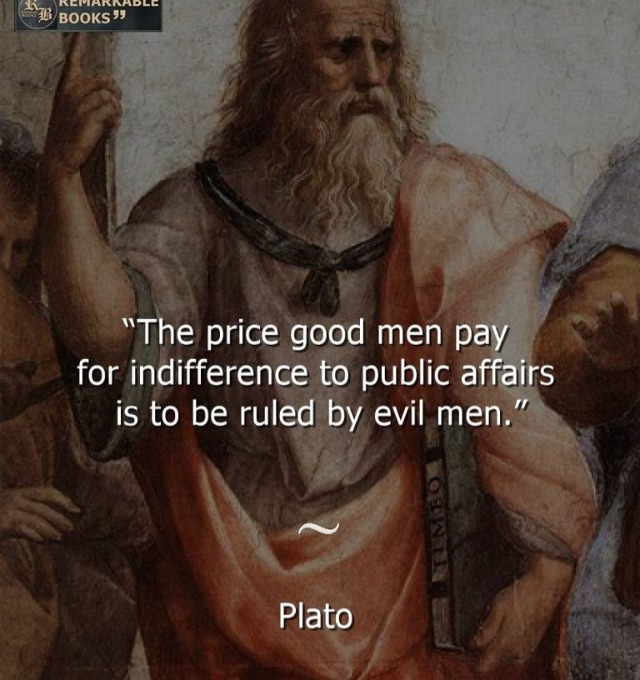 REMARKABLE
BOOKS”
“The price good men pay
for indifference to public affairs
is to be ruled by evil men.”
~
Plato
TIMEO